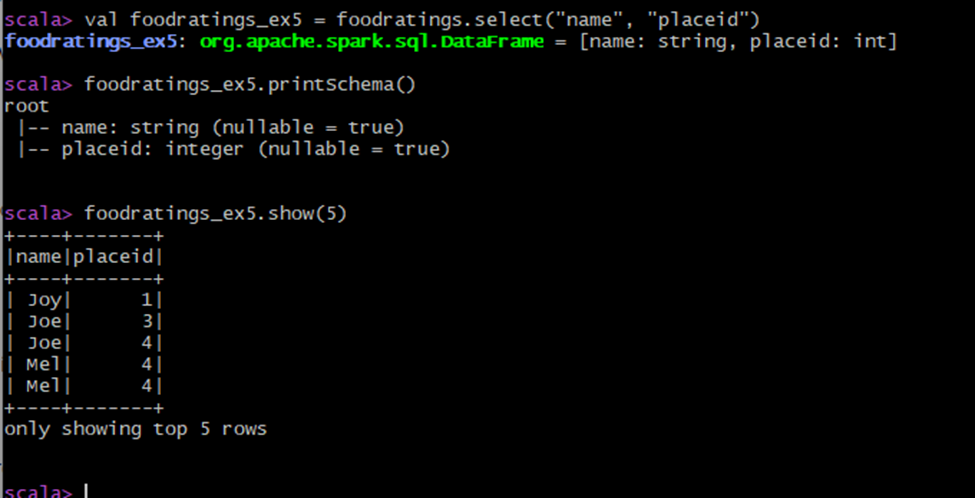 scala> val foodratings_ex5 = foodratings.select("name", "placeid")
foodratings_ex5: org.apache.spark.sql.DataFrame = [name: string, placeid: int]
scala> foodratings_ex5.printSchema()
root
 |-- name: string (nullable = true)
 |-- placeid: integer (nullable = true)
scala> foodratings_ex5.show(5)
+----+-------+
|name|placeid|
+----+-------+
| Joy|      1|
| Joe|      3|
| Joe|      4|
| Mel|      4|
| Mel|      4|
+----+-------+
only showing top 5 rows
scala>